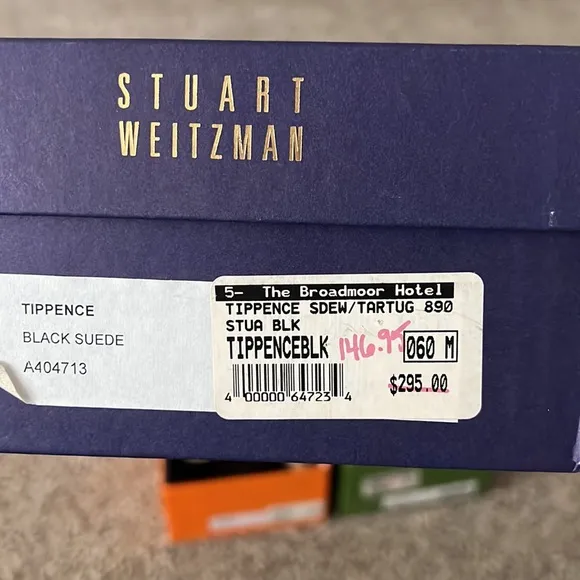 STUART
WEITZMAN
TIPPENCE
BLACK SUEDE
A404713
5- The Broadmoor Hotel
TIPPENCE SDEW/TARTUG 890
STUA BLK
TIPPENCEBLK 146.95 060 M
$295.00
4 00000 64723 4